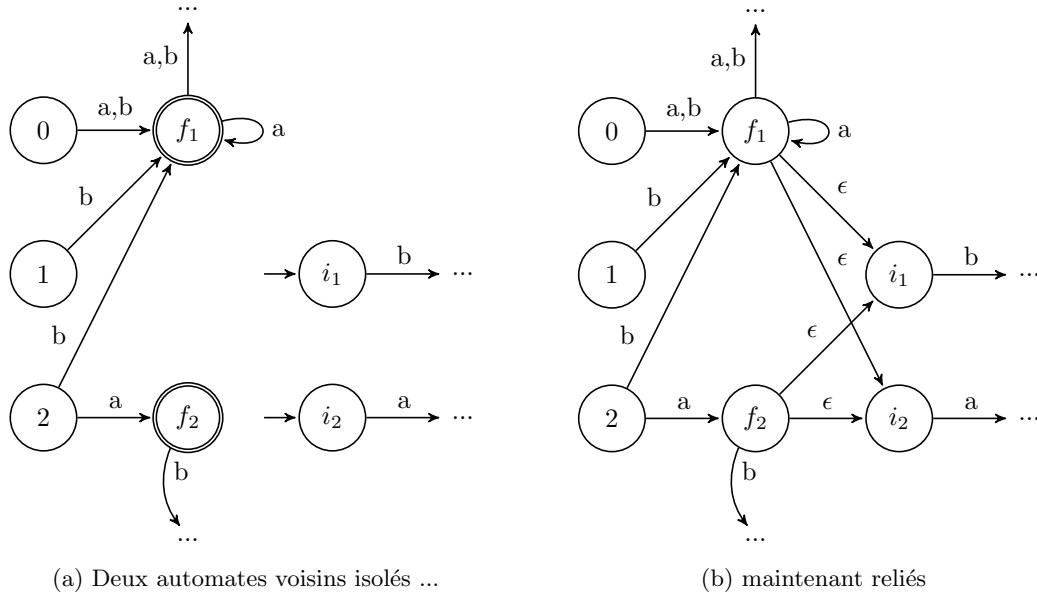 ... ...
a,b a,b
0 a,b f₁ a 0 a,b f₁ a
b b ϵ
1 i₁ b ... 1 ϵ i₁ b ...
b b ϵ
2 a f₂ i₂ a ... 2 a f₂ ϵ i₂ a ...
b b
... ...
(a) Deux automates voisins isolés ... (b) maintenant reliés